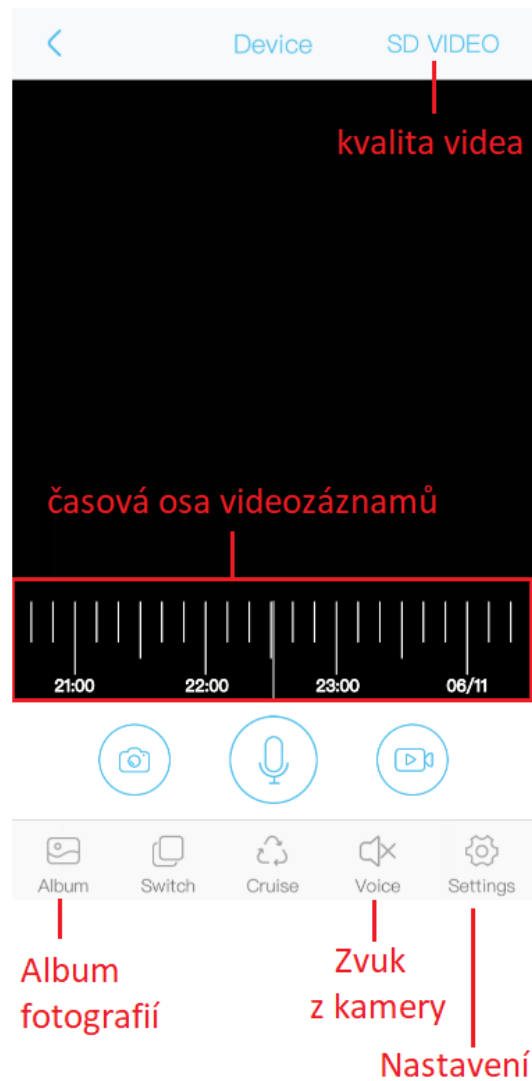 Device SD VIDEO
kvalita videa
časová osa videozáznamů
21:00 22:00 23:00 06/11
Album Switch Cruise Voice Settings
Album
fotografií
Zvuk
z kamery
Nastavení